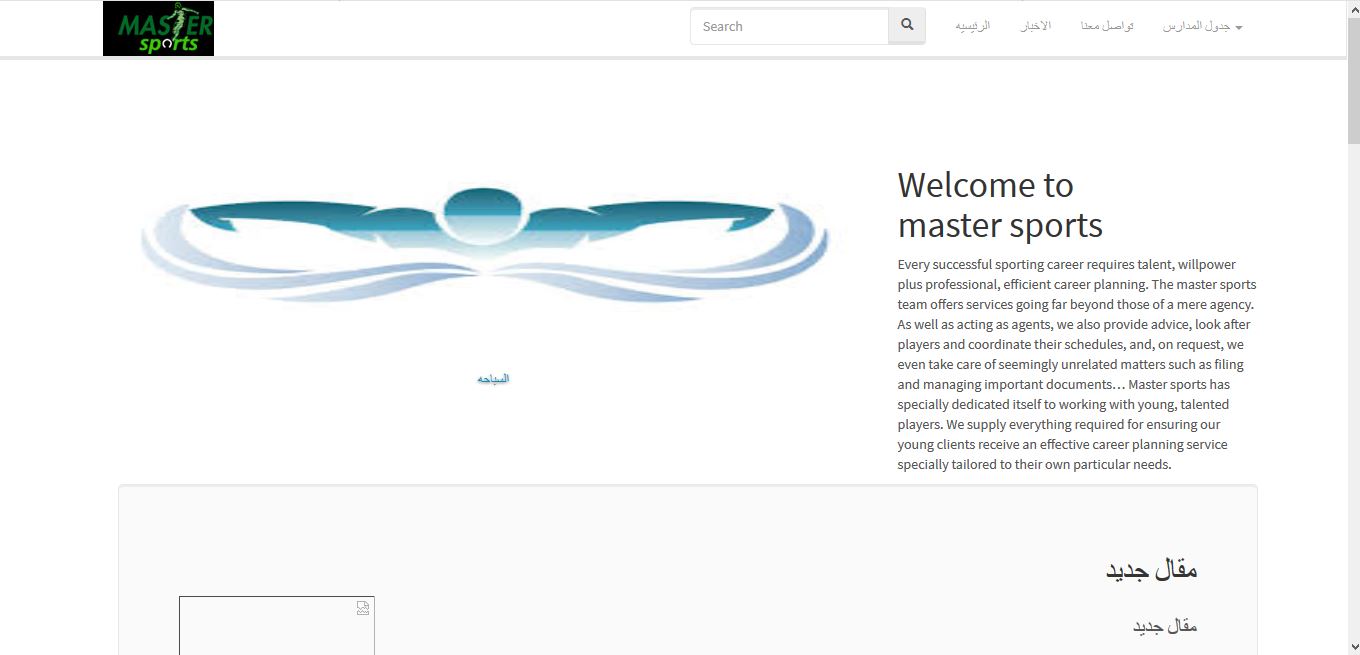 MASTER
sports
Search
الرئيسيه
الاخبار
تواصل معنا
جدول المدارس
Welcome to
master sports
Every successful sporting career requires talent, willpower
plus professional, efficient career planning. The master sports
team offers services going far beyond those of a mere agency.
As well as acting as agents, we also provide advice, look after
players and coordinate their schedules, and, on request, we
even take care of seemingly unrelated matters such as filing
and managing important documents… Master sports has
specially dedicated itself to working with young, talented
players. We supply everything required for ensuring our
young clients receive an effective career planning service
specially tailored to their own particular needs.
السباحه
مقال جديد
مقال جديد